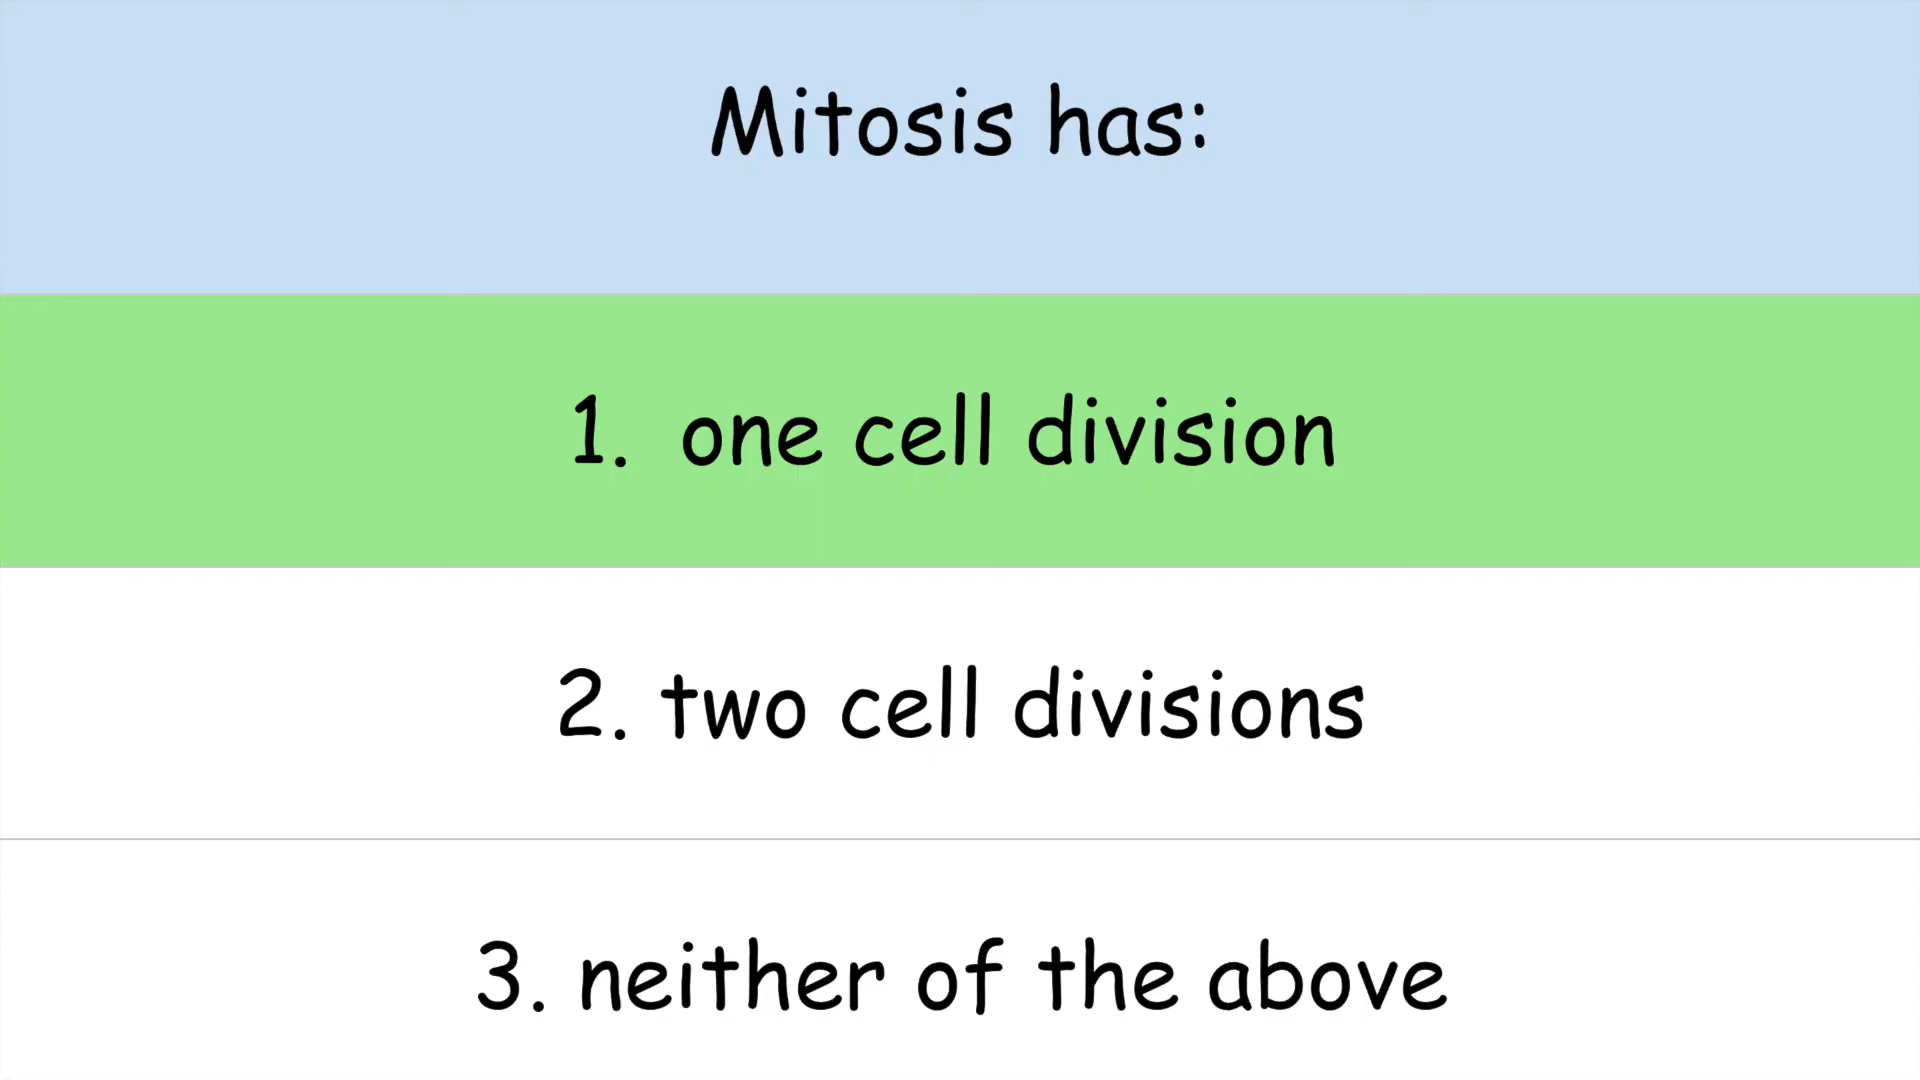 Mitosis has:
1. one cell division
2. two cell divisions
3. neither of the above